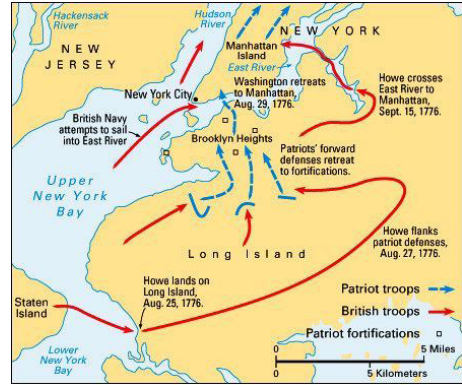 Hackensack
River
Hudson
River
NEW YORK
NEW
JERSEY
Manhattan
Island
East River
Washington retreats
to Manhattan,
Aug. 29, 1776.
Howe crosses
East River to
Manhattan,
Sept. 15, 1776.
New York City
British Navy
attempts to sail
into East River
Brooklyn Heights
Patriots' forward
defenses retreat
to fortifications.
Upper
New York
Bay
Long Island
Howe flanks
patriot defenses,
Aug. 27, 1776.
Howe lands on
Long Island,
Aug. 25, 1776.
Staten
Island
Lower
New York
Bay
Patriot troops
British troops
Patriot fortifications
0 5 Miles
0 5 Kilometers